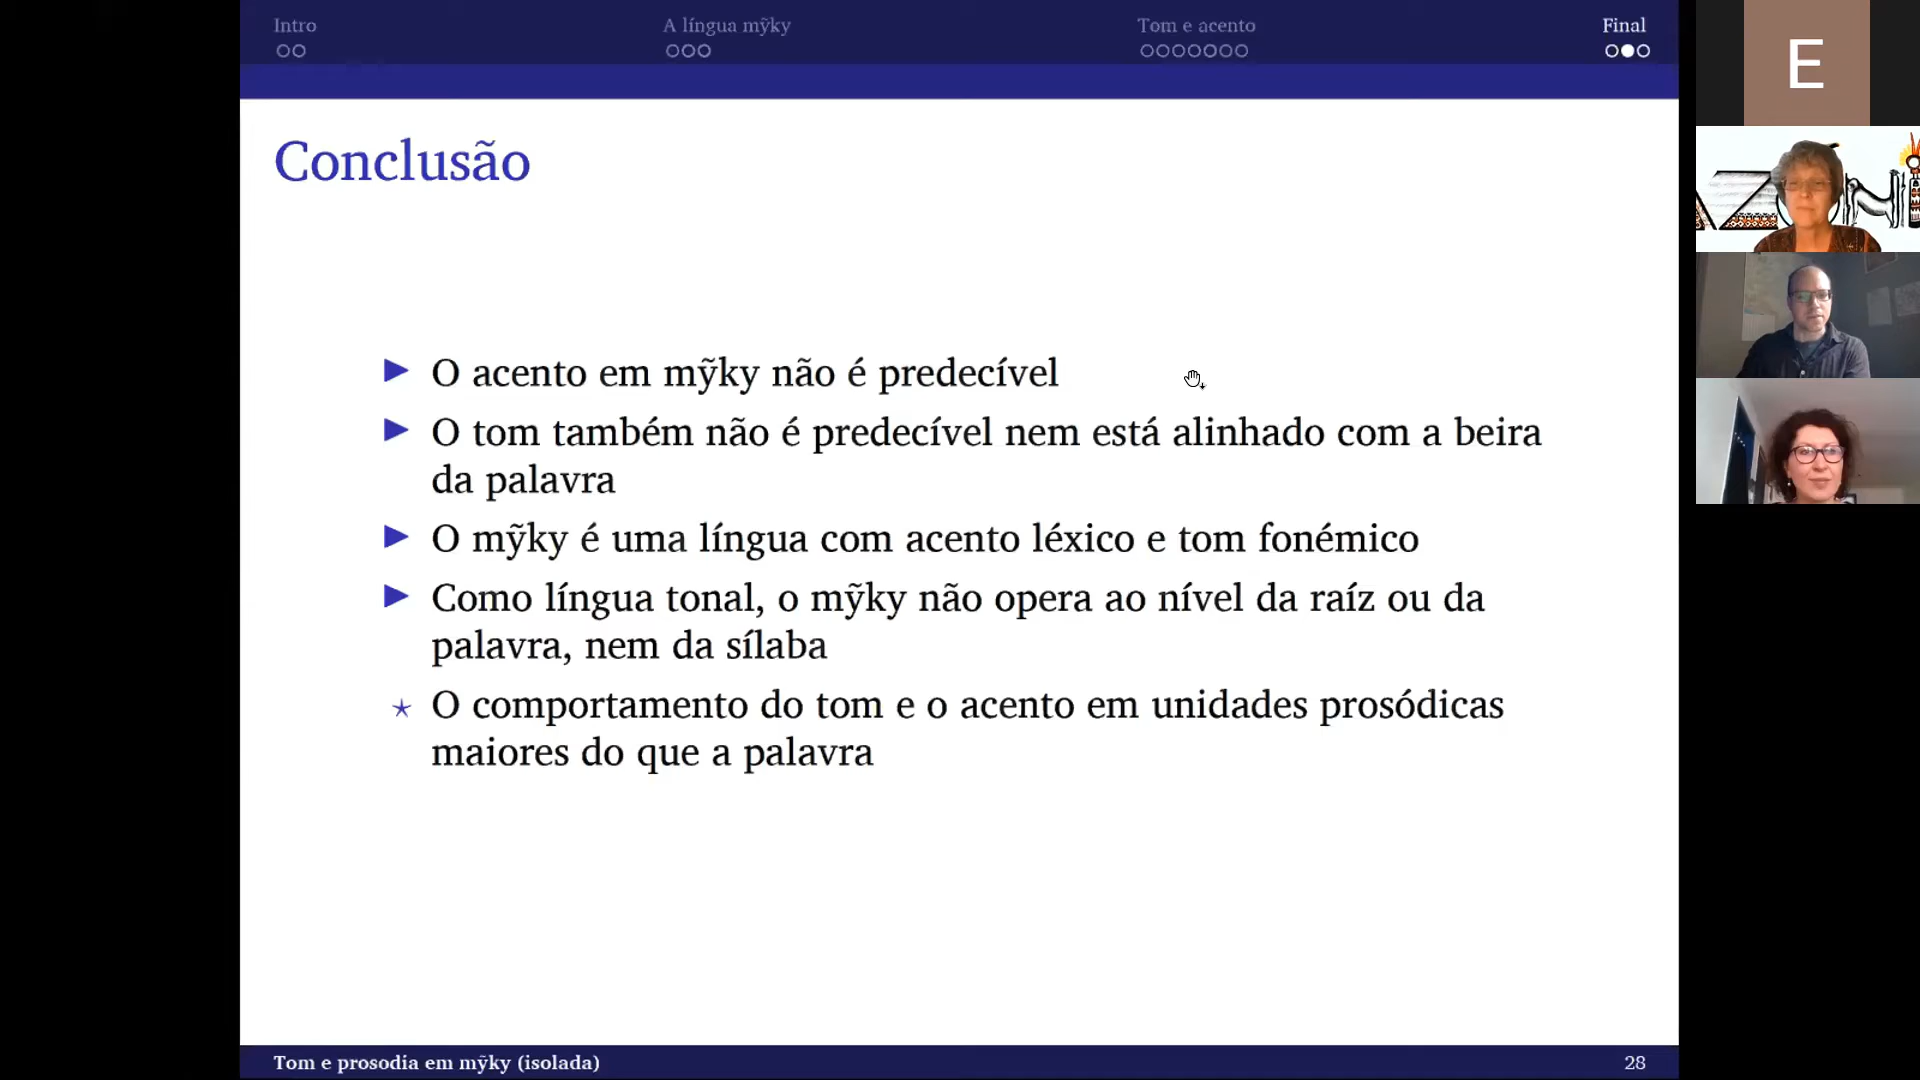 Intro
A língua mỹky
Tom e acento
Final
Conclusão
O acento em mỹky não é predecível
O tom também não é predecível nem está alinhado com a beira
da palavra
O mỹky é uma língua com acento léxico e tom fonémico
Como língua tonal, o mỹky não opera ao nível da raíz ou da
palavra, nem da sílaba
O comportamento do tom e o acento em unidades prosódicas
maiores do que a palavra
Tom e prosodia em mỹky (isolada)
28
E